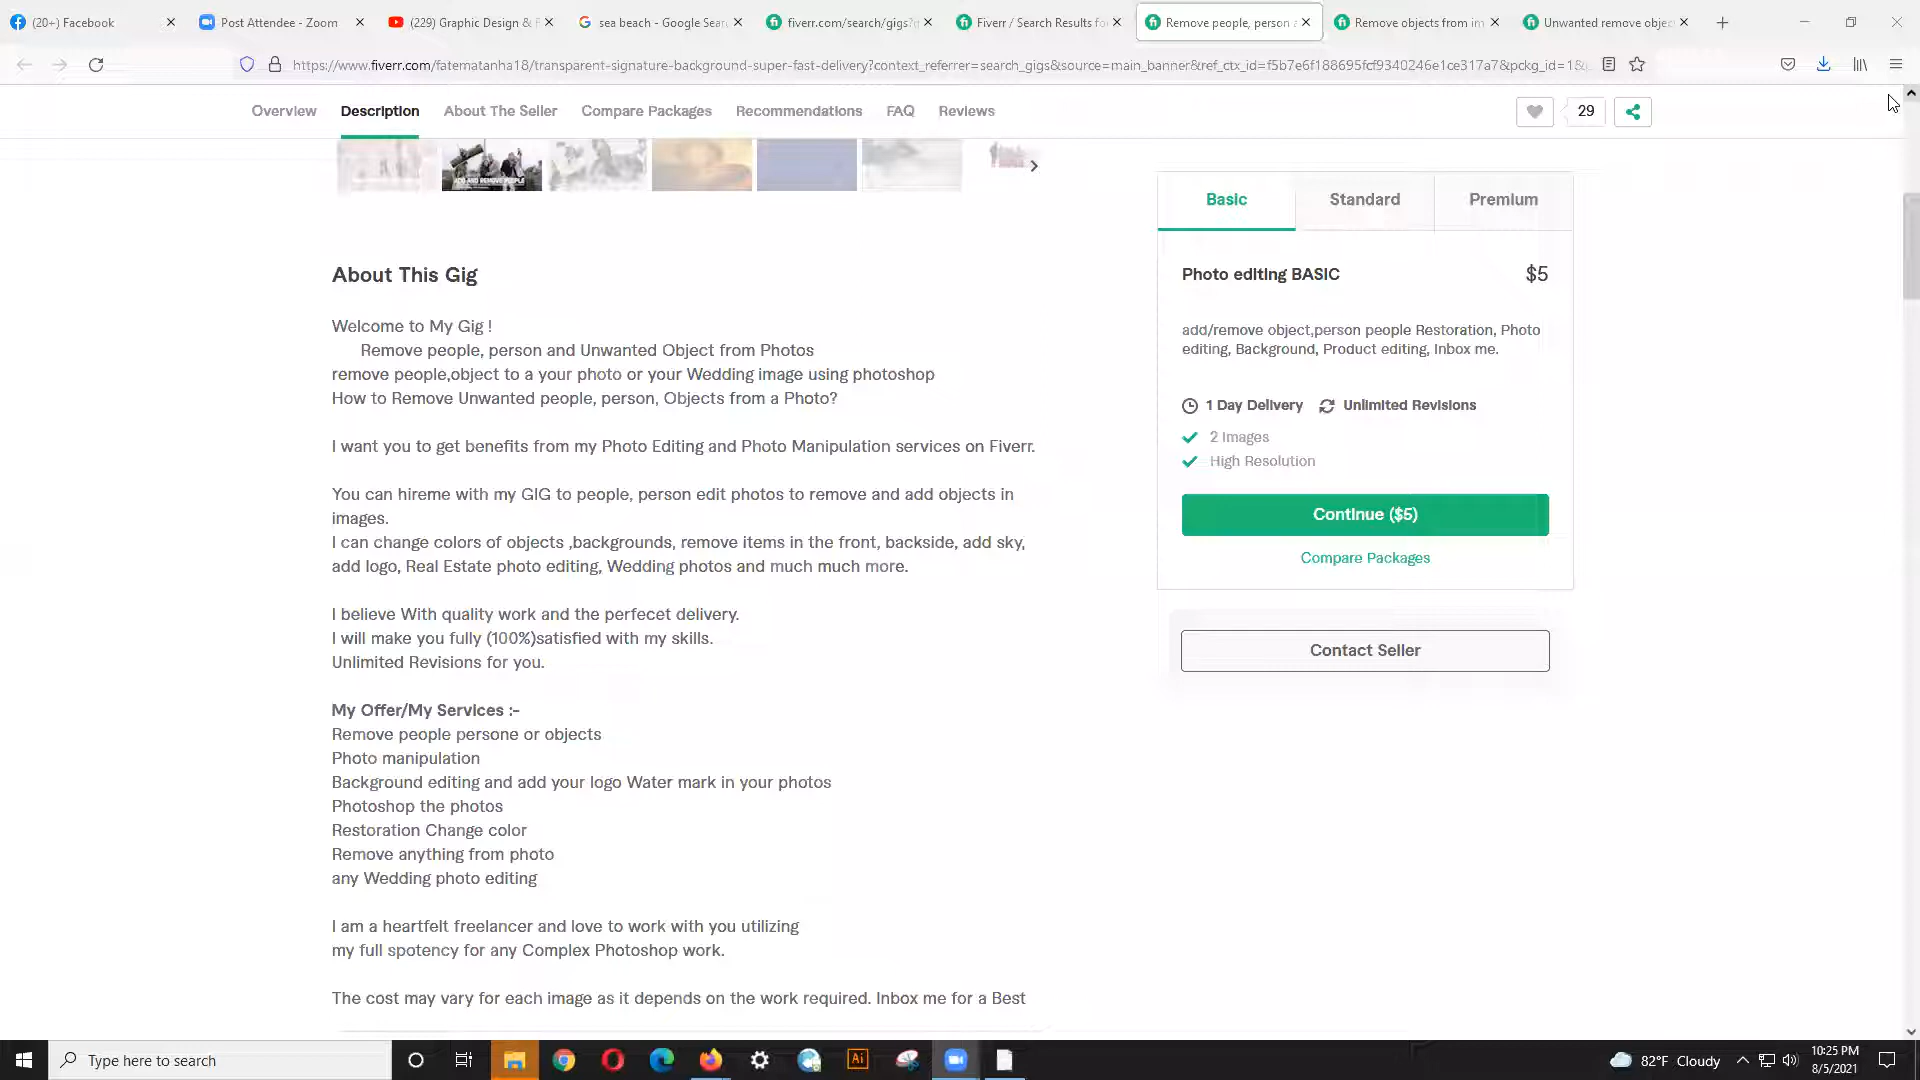 (20+) Facebook
Post Attendee - Zoom
(229) Graphic Design & F
sea beach - Google Sear
fiverr.com/search/gigs?q
Fiverr / Search Results fo
Remove people, person a
Remove objects from im
Unwanted remove objec
https://www.fiverr.com/fatematanha18/transparent-signature-background-super-fast-delivery?context_referrer=search_gigs&source=main_banner&ref_ctx_id=f5b7e6f188695fcf9340246e1ce317a7&pckg_id=1&
Overview
Description
About The Seller
Compare Packages
Recommendations
FAQ
Reviews
29
ADD AND REMOVE PEOPLE
About This Gig
Welcome to My Gig !
Remove people, person and Unwanted Object from Photos
remove people,object to a your photo or your Wedding image using photoshop
How to Remove Unwanted people, person, Objects from a Photo?
I want you to get benefits from my Photo Editing and Photo Manipulation services on Fiverr.
You can hireme with my GIG to people, person edit photos to remove and add objects in
images.
I can change colors of objects ,backgrounds, remove items in the front, backside, add sky,
add logo, Real Estate photo editing, Wedding photos and much much more.
I believe With quality work and the perfecet delivery.
I will make you fully (100%)satisfied with my skills.
Unlimited Revisions for you.
My Offer/My Services :-
Remove people persone or objects
Photo manipulation
Background editing and add your logo Water mark in your photos
Photoshop the photos
Restoration Change color
Remove anything from photo
any Wedding photo editing
I am a heartfelt freelancer and love to work with you utilizing
my full spotency for any Complex Photoshop work.
The cost may vary for each image as it depends on the work required. Inbox me for a Best
Basic
Standard
Premium
Photo editing BASIC
$5
add/remove object,person people Restoration, Photo
editing, Background, Product editing, Inbox me.
1 Day Delivery
Unlimited Revisions
2 Images
High Resolution
Continue ($5)
Compare Packages
Contact Seller
Type here to search
Ai
82°F Cloudy
10:25 PM
8/5/2021